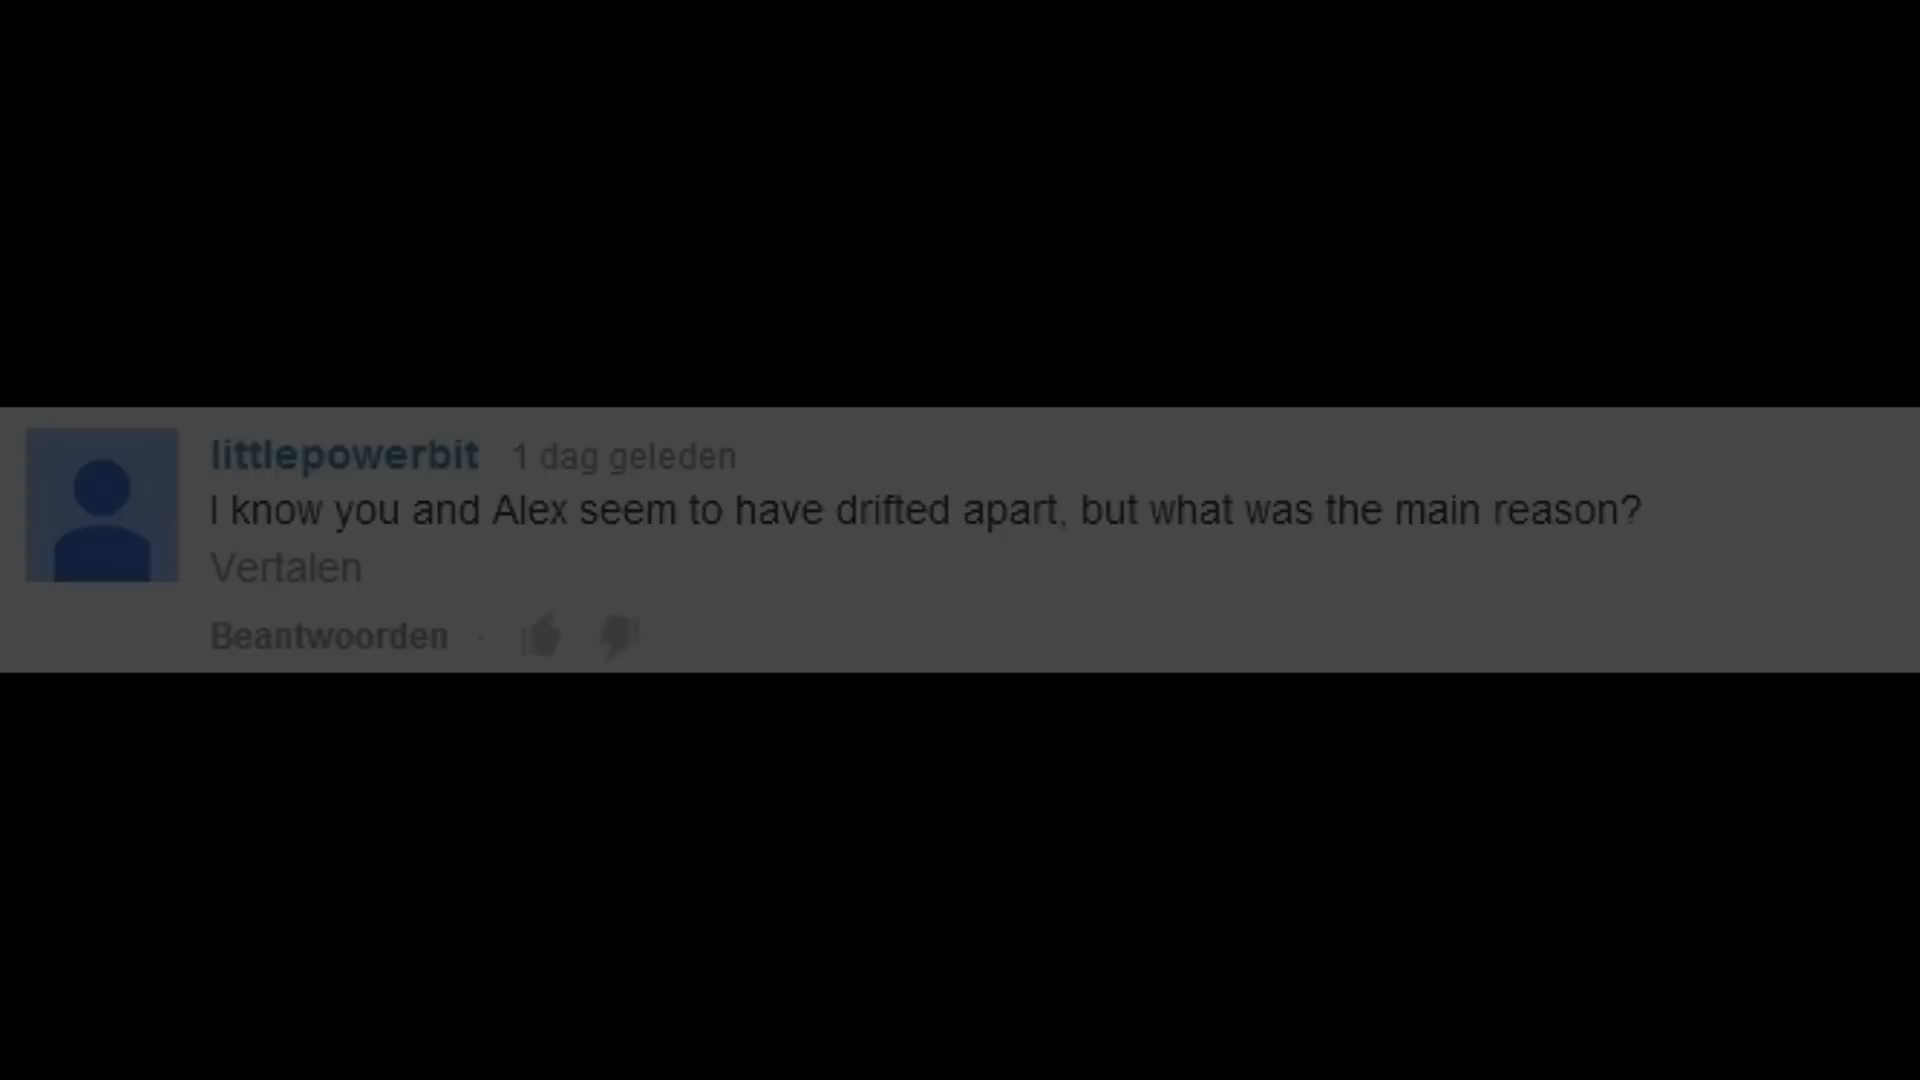 littlepowerbit 1 dag geleden
I know you and Alex seem to have drifted apart, but what was the main reason?
Vertalen
Beantwoorden ·